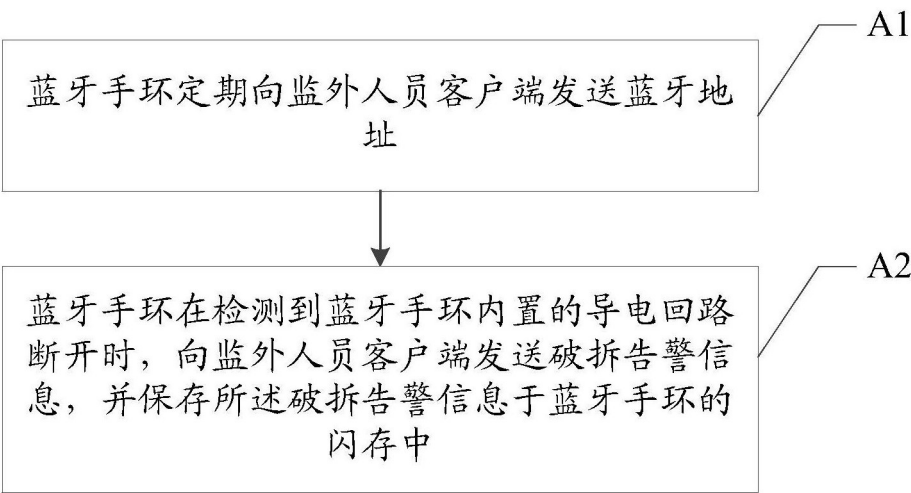 A1
蓝牙手环定期向监外人员客户端发送蓝牙地
址
A2
蓝牙手环在检测到蓝牙手环内置的导电回路
断开时，向监外人员客户端发送破拆告警信
息，并保存所述破拆告警信息于蓝牙手环的
闪存中